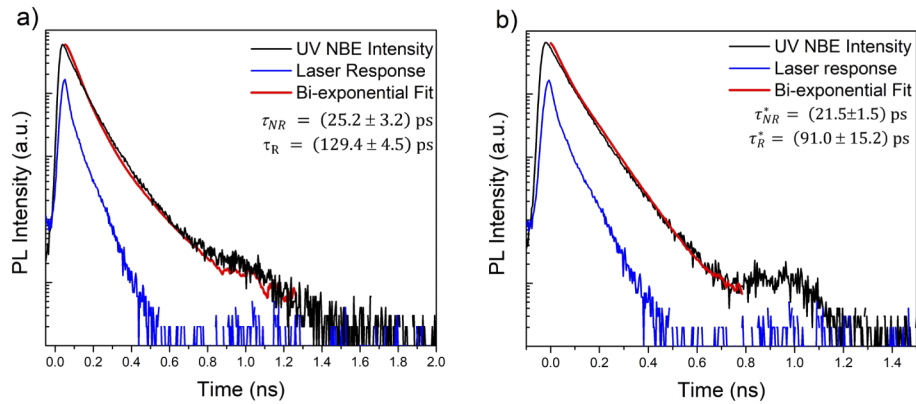 a)
UV NBE Intensity
Laser Response
Bi-exponential Fit
τNR = (25.2 ± 3.2) ps
τR = (129.4 ± 4.5) ps
PL Intensity (a.u.)
0.0 0.2 0.4 0.6 0.8 1.0 1.2 1.4 1.6 1.8 2.0
Time (ns)
b)
UV NBE Intensity
Laser response
Bi-exponential Fit
τ*NR = (21.5±1.5) ps
τ*R = (91.0 ± 15.2) ps
PL Intensity (a.u.)
0.0 0.2 0.4 0.6 0.8 1.0 1.2 1.4
Time (ns)